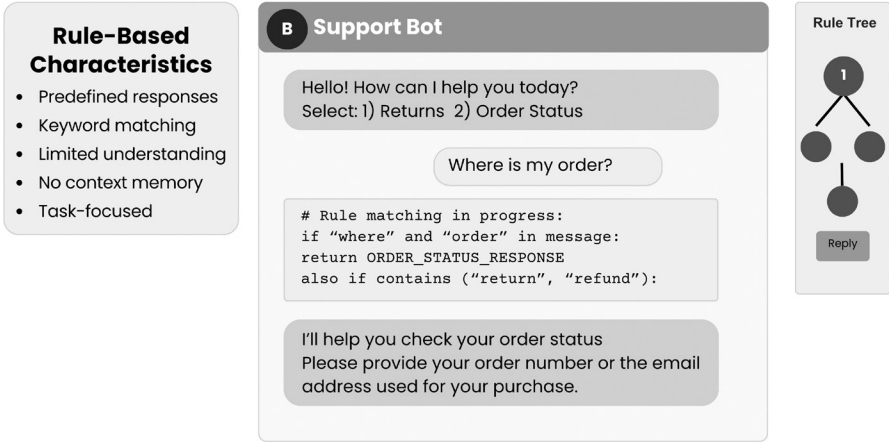 Rule-Based
Characteristics
• Predefined responses
• Keyword matching
• Limited understanding
• No context memory
• Task-focused
B Support Bot
Hello! How can I help you today?
Select: 1) Returns 2) Order Status
Where is my order?
# Rule matching in progress:
if “where” and “order” in message:
return ORDER_STATUS_RESPONSE
also if contains (“return”, “refund”):
I’ll help you check your order status
Please provide your order number or the email
address used for your purchase.
Rule Tree
1
Reply